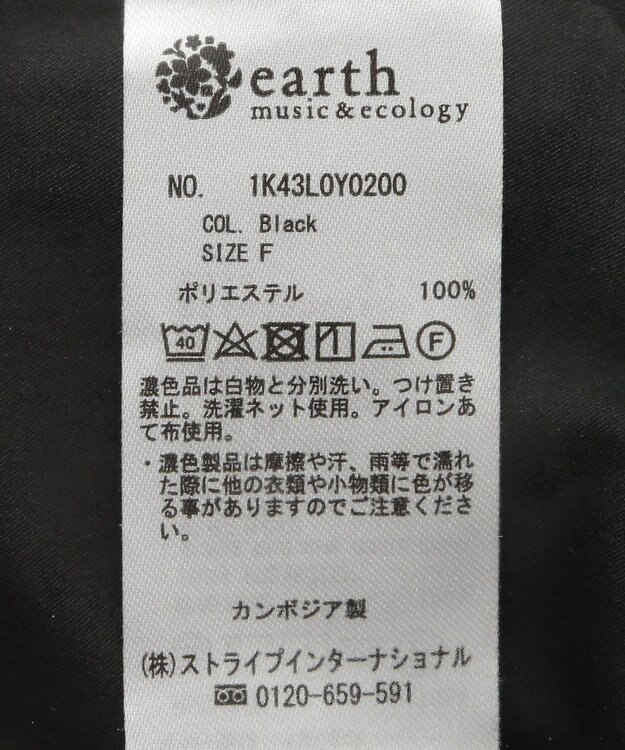 earth
music&ecology
NO. 1K43L0Y0200
COL. Black
SIZE F
ポリエステル 100%
40 F
濃色品は白物と分別洗い。つけ置き
禁止。洗濯ネット使用。アイロンあ
て布使用。
・濃色製品は摩擦や汗、雨等で濡れ
た際に他の衣類や小物類に色が移
る事がありますのでご注意くださ
い。
カンボジア製
(株)ストライプインターナショナル
0120-659-591